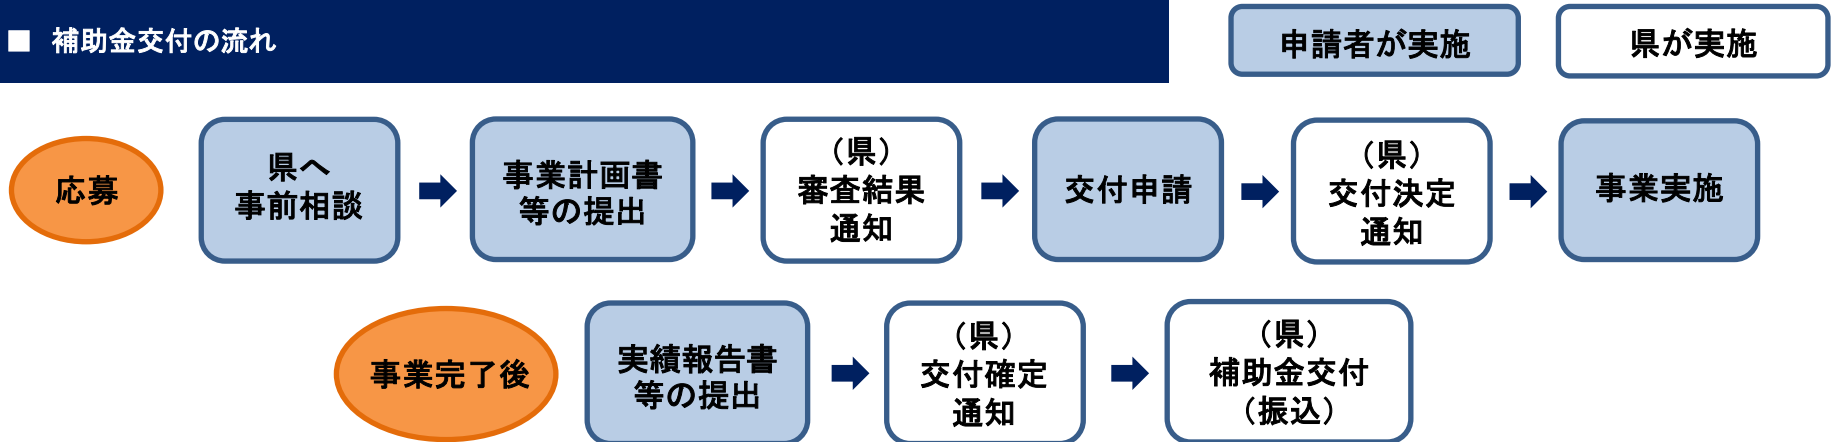 ■ 補助金交付の流れ
申請者が実施
県が実施
応募
県へ
事前相談
事業計画書
等の提出
（県）
審査結果
通知
交付申請
（県）
交付決定
通知
事業実施
事業完了後
実績報告書
等の提出
（県）
交付確定
通知
（県）
補助金交付
（振込）